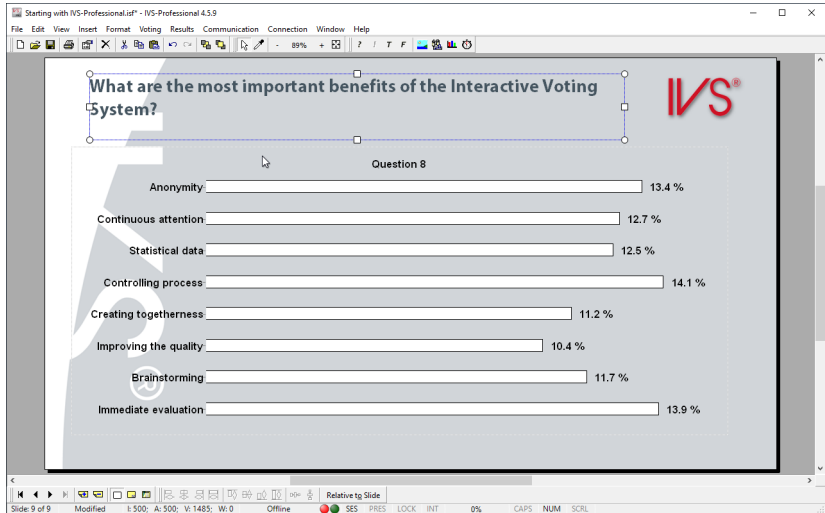 Starting with IVS-Professional.isf* - IVS-Professional 4.5.9
File Edit View Insert Format Voting Results Communication Connection Window Help
- 89% + ? ! T F
What are the most important benefits of the Interactive Voting
System?
IVS®
Question 8
Anonymity 13.4 %
Continuous attention 12.7 %
Statistical data 12.5 %
Controlling process 14.1 %
Creating togetherness 11.2 %
Improving the quality 10.4 %
Brainstorming 11.7 %
Immediate evaluation 13.9 %
IVS®
Relative to Slide
Slide: 9 of 9 Modified I: 500; A: 500; V: 1485; W: 0 Offline SES PRES LOCK INT 0% CAPS NUM SCRL